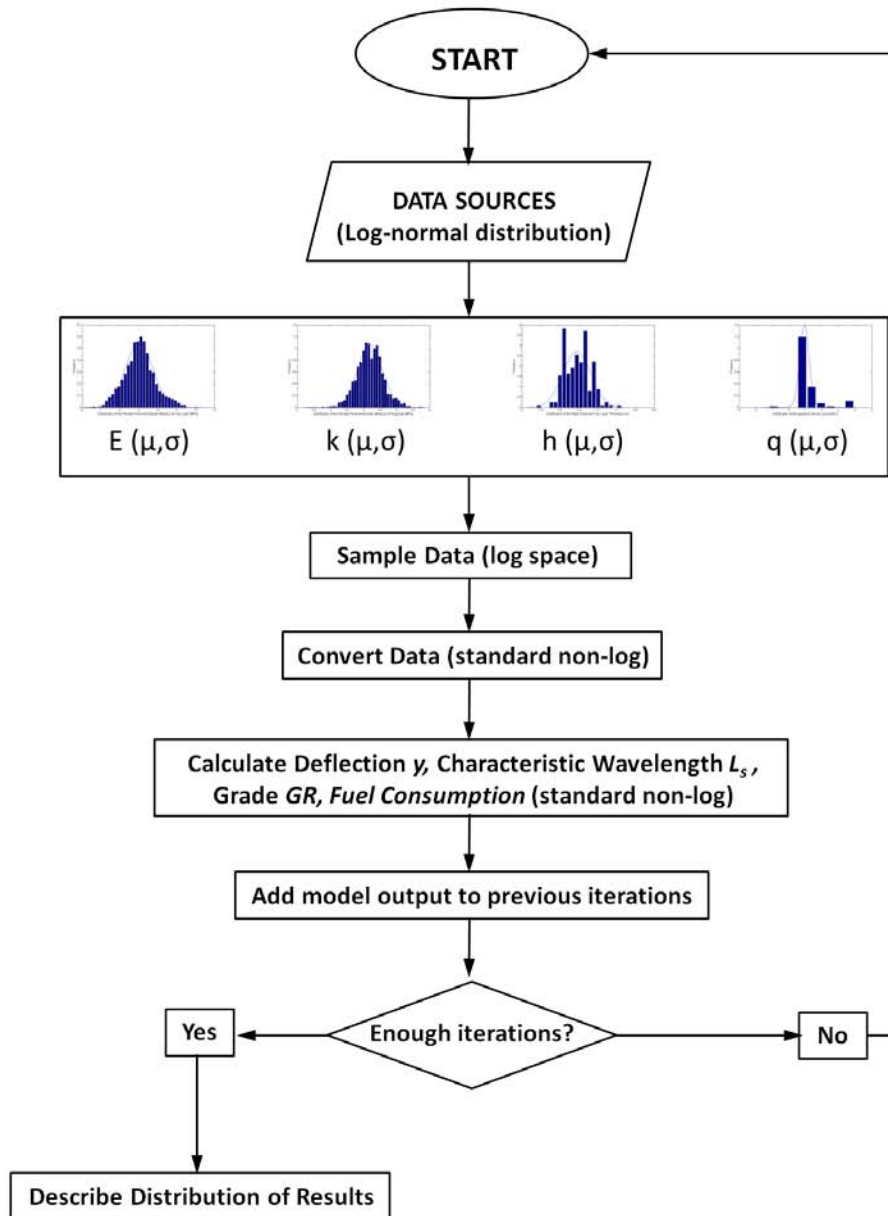 START
DATA SOURCES
(Log-normal distribution)
E (μ,σ)
k (μ,σ)
h (μ,σ)
q (μ,σ)
Sample Data (log space)
Convert Data (standard non-log)
Calculate Deflection y, Characteristic Wavelength Ls ,
Grade GR, Fuel Consumption (standard non-log)
Add model output to previous iterations
Yes
Enough iterations?
No
Describe Distribution of Results